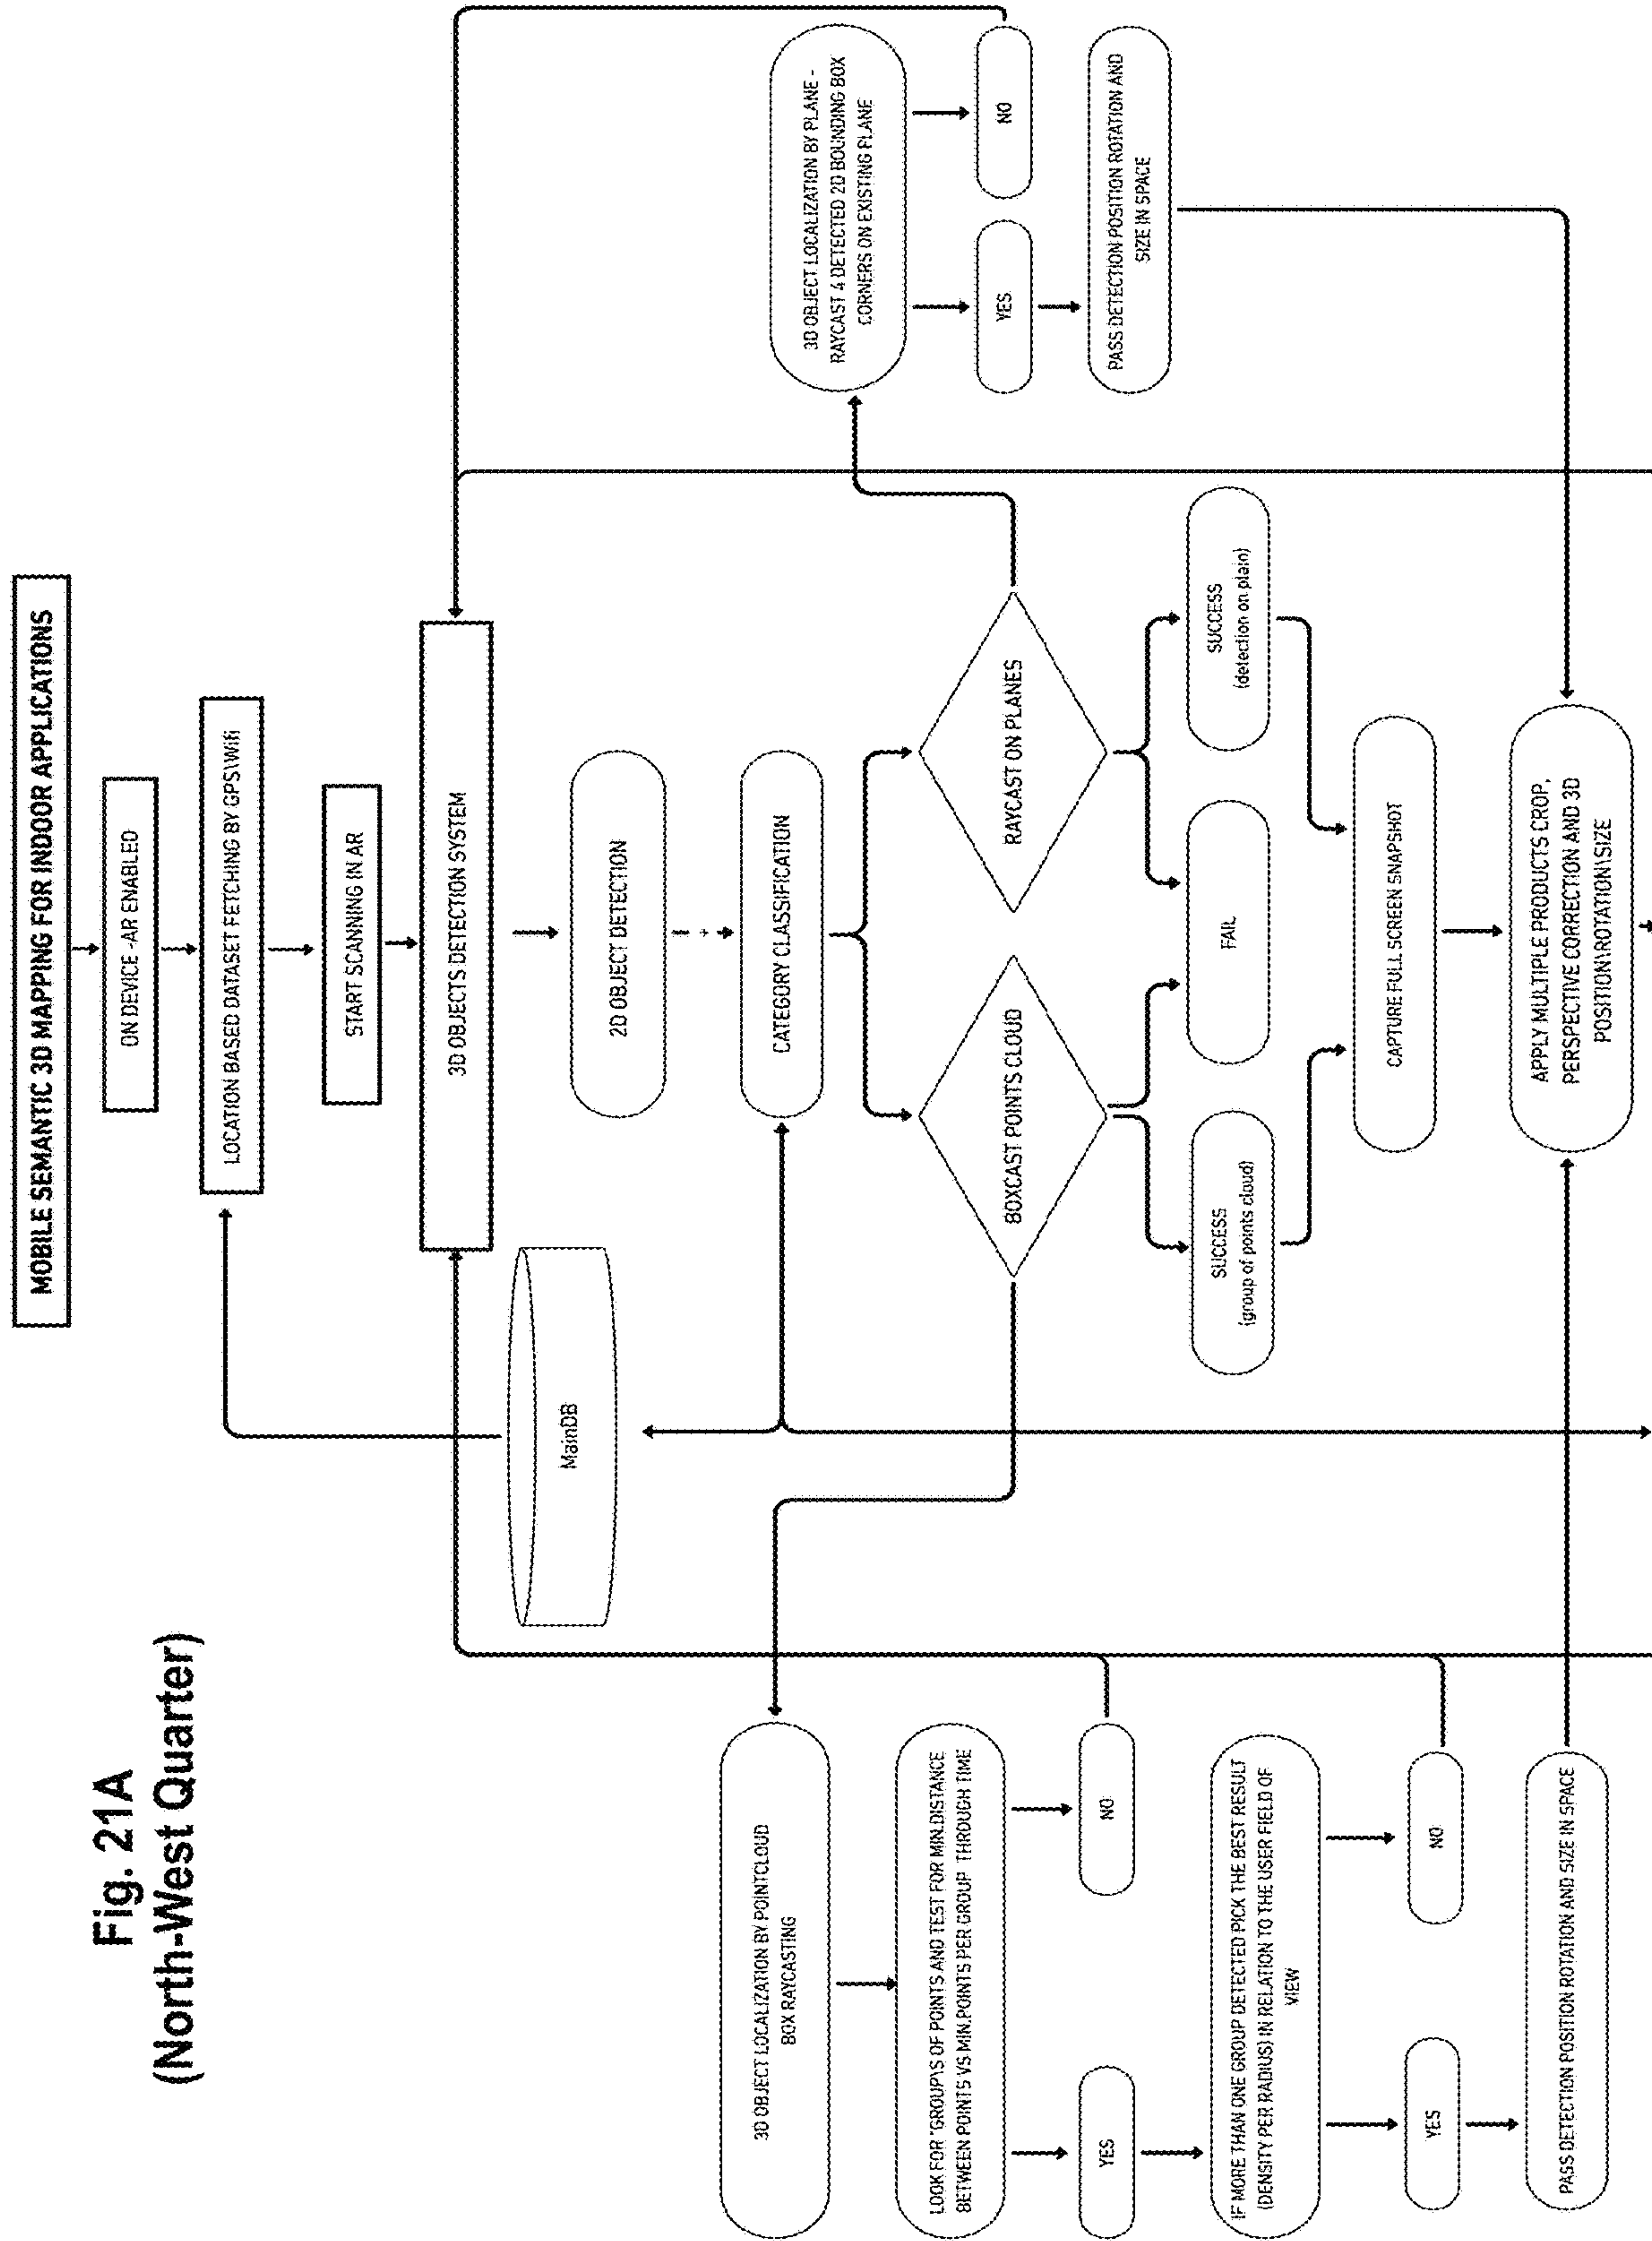 Fig. 21A
(North-West Quarter)
MOBILE SEMANTIC 3D MAPPING FOR INDOOR APPLICATIONS
ON DEVICE -AR ENABLED
LOCATION BASED DATASET FETCHING BY GPS\Wifi
START SCANNING IN AR
3D OBJECTS DETECTION SYSTEM
MainDB
2D OBJECT DETECTION
CATEGORY CLASSIFICATION
BOXCAST POINTS CLOUD
RAYCAST ON PLANES
SUCCESS
(group of points cloud)
FAIL
SUCCESS
(detection on plain)
CAPTURE FULL SCREEN SNAPSHOT
APPLY MULTIPLE PRODUCTS CROP,
PERSPECTIVE CORRECTION AND 3D
POSITION\ROTATATION\SIZE
3D OBJECT LOCALIZATION BY POINTCLOUD
BOX RAYCASTING
LOOK FOR 'GROUP\S OF POINTS AND TEST FOR MIN.DISTANCE
BETWEEN POINTS VS MIN.POINTS PER GROUP THROUGH TIME
YES
NO
IF MORE THAN ONE GROUP DETECTED PICK THE BEST RESULT
(DENSITY PER RADIUS) IN RELATION TO THE USER FIELD OF
VIEW
YES
NO
PASS DETECTION POSITION ROTATION AND SIZE IN SPACE
3D OBJECT LOCALIZATION BY PLANE -
RAYCAST 4 DETECTED 2D BOUNDING BOX
CORNERS ON EXISTING PLANE
YES
NO
PASS DETECTION POSITION ROTATION AND
SIZE IN SPACE